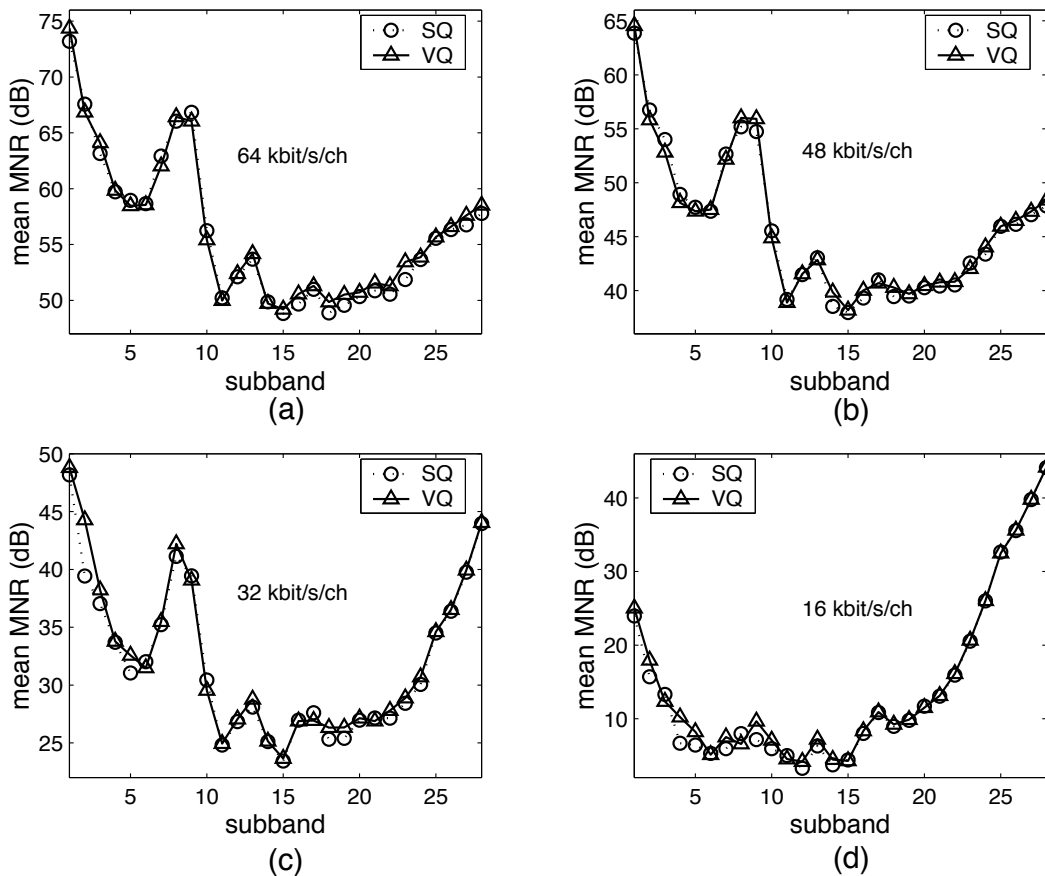 75
70
65
60
55
50
mean MNR (dB)
SQ
VQ
64 kbit/s/ch
5 10 15 20 25
subband
(a)
65
60
55
50
45
40
mean MNR (dB)
SQ
VQ
48 kbit/s/ch
5 10 15 20 25
subband
(b)
50
45
40
35
30
25
mean MNR (dB)
SQ
VQ
32 kbit/s/ch
5 10 15 20 25
subband
(c)
40
30
20
10
mean MNR (dB)
SQ
VQ
16 kbit/s/ch
5 10 15 20 25
subband
(d)